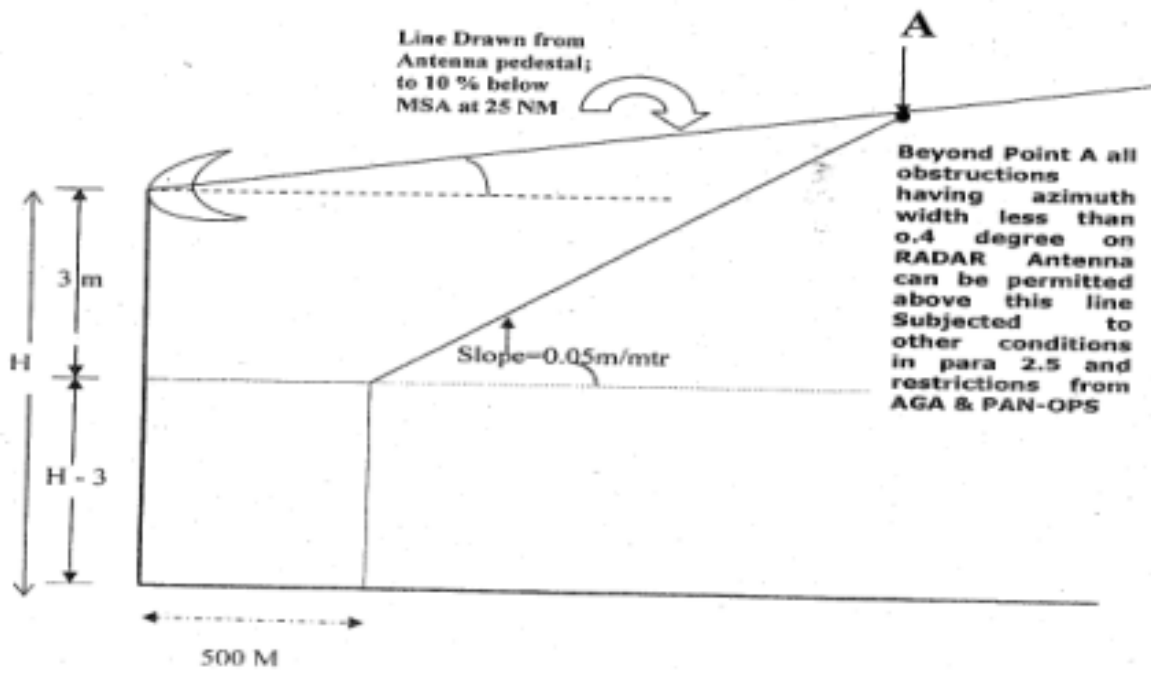 Line Drawn from
Antenna pedestal;
to 10 % below
MSA at 25 NM
A
Beyond Point A all
obstructions
having azimuth
width less than
0.4 degree on
RADAR Antenna
can be permitted
above this line
Subjected to
other conditions
in para 2.5 and
restrictions from
AGA & PAN-OPS
3 m
H
Slope=0.05m/mtr
H - 3
500 M